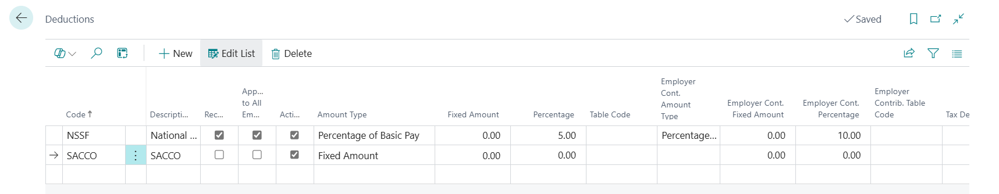 Deductions
Saved
New
Edit List
Delete
Code
Descripti...
Rec...
App...
to All
Em...
Acti...
Amount Type
Fixed Amount
Percentage
Table Code
Employer
Cont.
Amount
Type
Employer Cont.
Fixed Amount
Employer Cont.
Percentage
Employer
Contrib. Table
Code
Tax De
NSSF National ... Percentage of Basic Pay 0.00 5.00 Percentage... 0.00 10.00
SACCO SACCO Fixed Amount 0.00 0.00 0.00 0.00